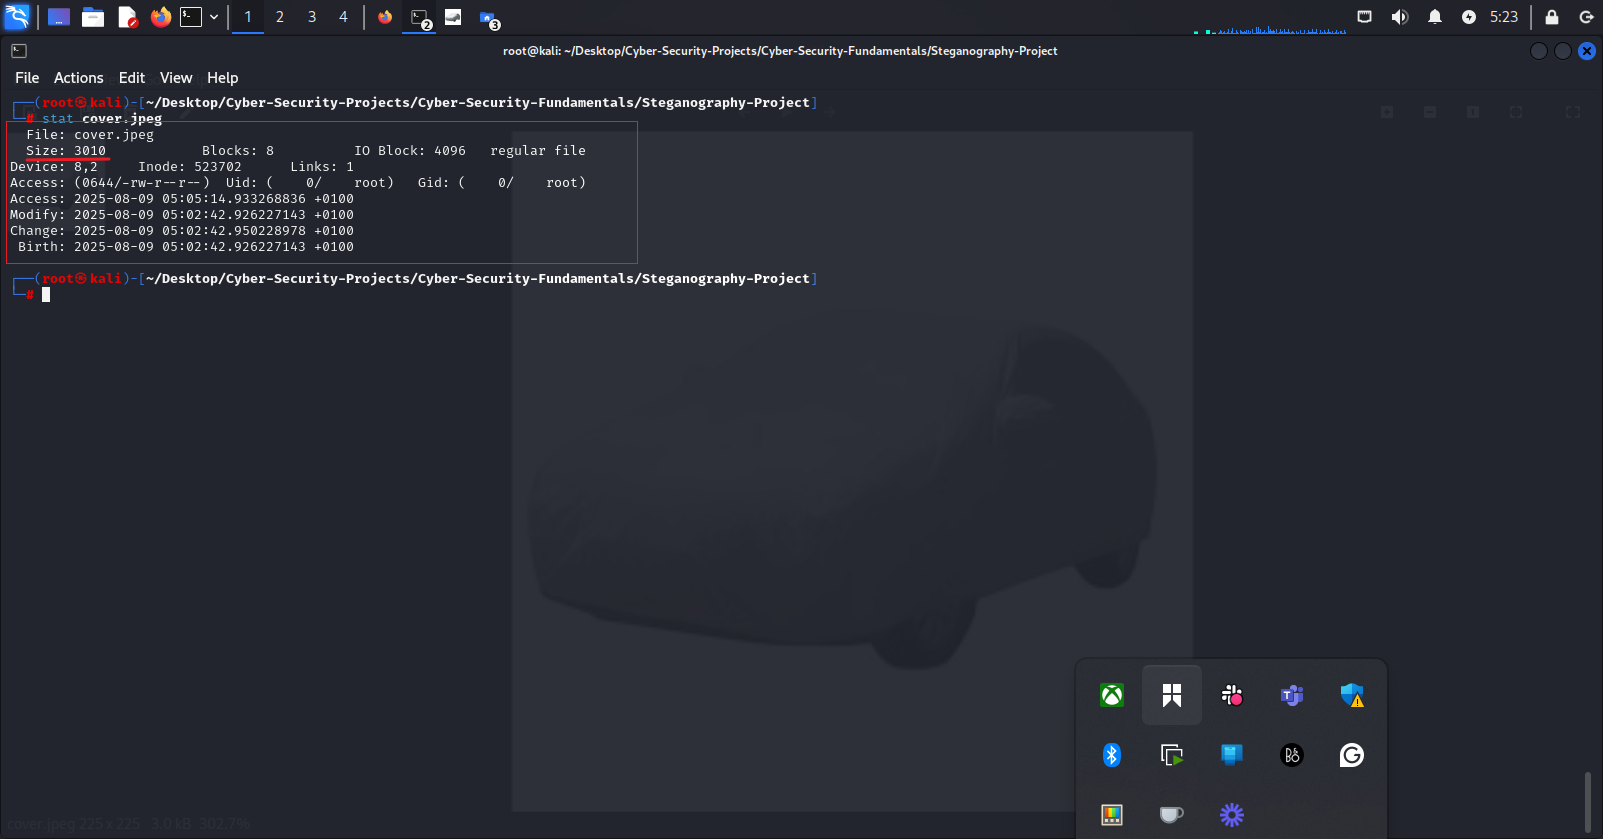 1 2 3 4 2 3 5:23
root@kali: ~/Desktop/Cyber-Security-Projects/Cyber-Security-Fundamentals/Steganography-Project
File Actions Edit View Help
┌──(root㉿kali)-[~/Desktop/Cyber-Security-Projects/Cyber-Security-Fundamentals/Steganography-Project]
└─# stat cover.jpeg
File: cover.jpeg
Size: 3010 Blocks: 8 IO Block: 4096 regular file
Device: 8,2 Inode: 523702 Links: 1
Access: (0644/-rw-r--r--) Uid: ( 0/ root) Gid: ( 0/ root)
Access: 2025-08-09 05:05:14.933268836 +0100
Modify: 2025-08-09 05:02:42.926227143 +0100
Change: 2025-08-09 05:02:42.950228978 +0100
Birth: 2025-08-09 05:02:42.926227143 +0100
┌──(root㉿kali)-[~/Desktop/Cyber-Security-Projects/Cyber-Security-Fundamentals/Steganography-Project]
└─#
cover.jpeg 225 x 225 3.0 kB 302.7%